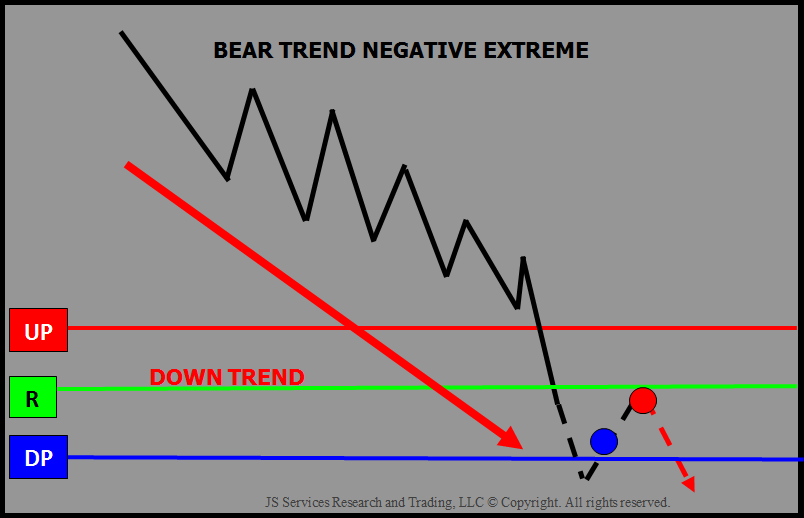 BEAR TREND NEGATIVE EXTREME
UP
DOWN TREND
R
DP
JS Services Research and Trading, LLC © Copyright. All rights reserved.